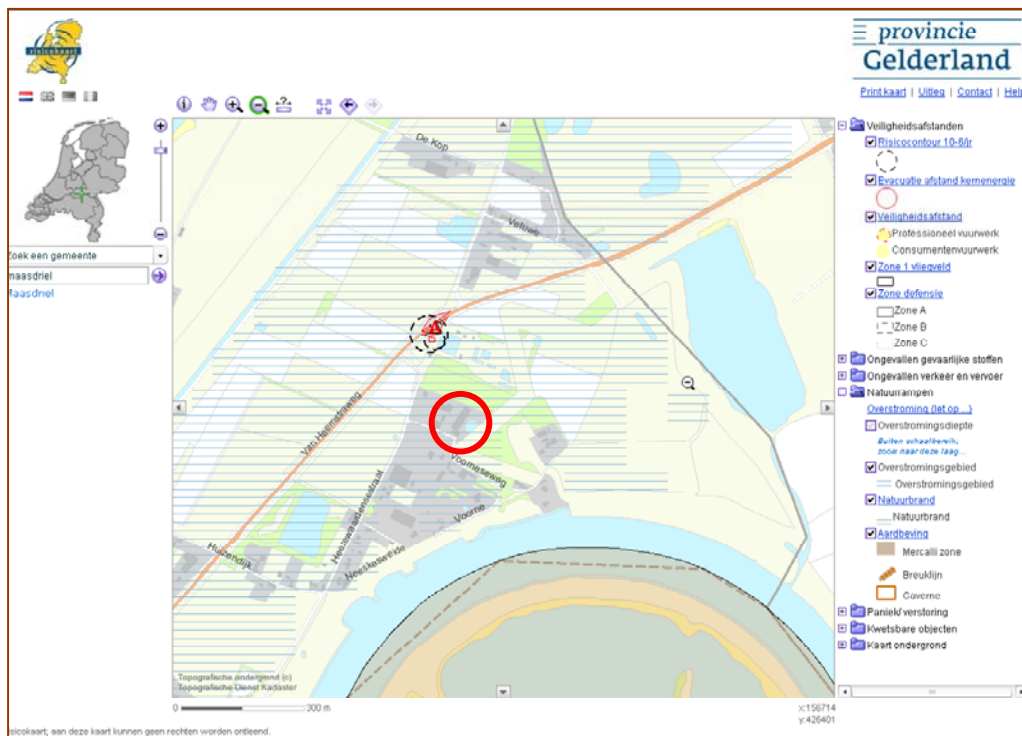 risicokaart
provincie
Gelderland
Print kaart | Uitleg | Contact | Help
Zoek een gemeente
maasdriel
Maasdriel
De Kop
Veluwe
Van Heemstraweg
Voorneseweg
Heerewaardensestraat
Voorne
Huizendijk
Neeskesweide
Topografische ondergrond (c)
Topografische Dienst Kadaster
0 300 m
x:156714
y:426401
Veiligheidsafstanden
Risicocontour 10-6/jr
Evacuatie afstand kernenergie
Veiligheidsafstand
Professioneel vuurwerk
Consumentenvuurwerk
Zone 1 vliegveld
Zone defensie
Zone A
Zone B
Zone C
Ongevallen gevaarlijke stoffen
Ongevallen verkeer en vervoer
Natuurrampen
Overstroming (let op ...)
Overstromingsdiepte
Buiten schaalbereik,
zoom naar deze laag...
Overstromingsgebied
Overstromingsgebied
Natuurbrand
Natuurbrand
Aardbeving
Mercalli zone
Breuklijn
Caverne
Paniek/ verstoring
Kwetsbare objecten
Kaart ondergrond
isicokaart; aan deze kaart kunnen geen rechten worden ontleend.